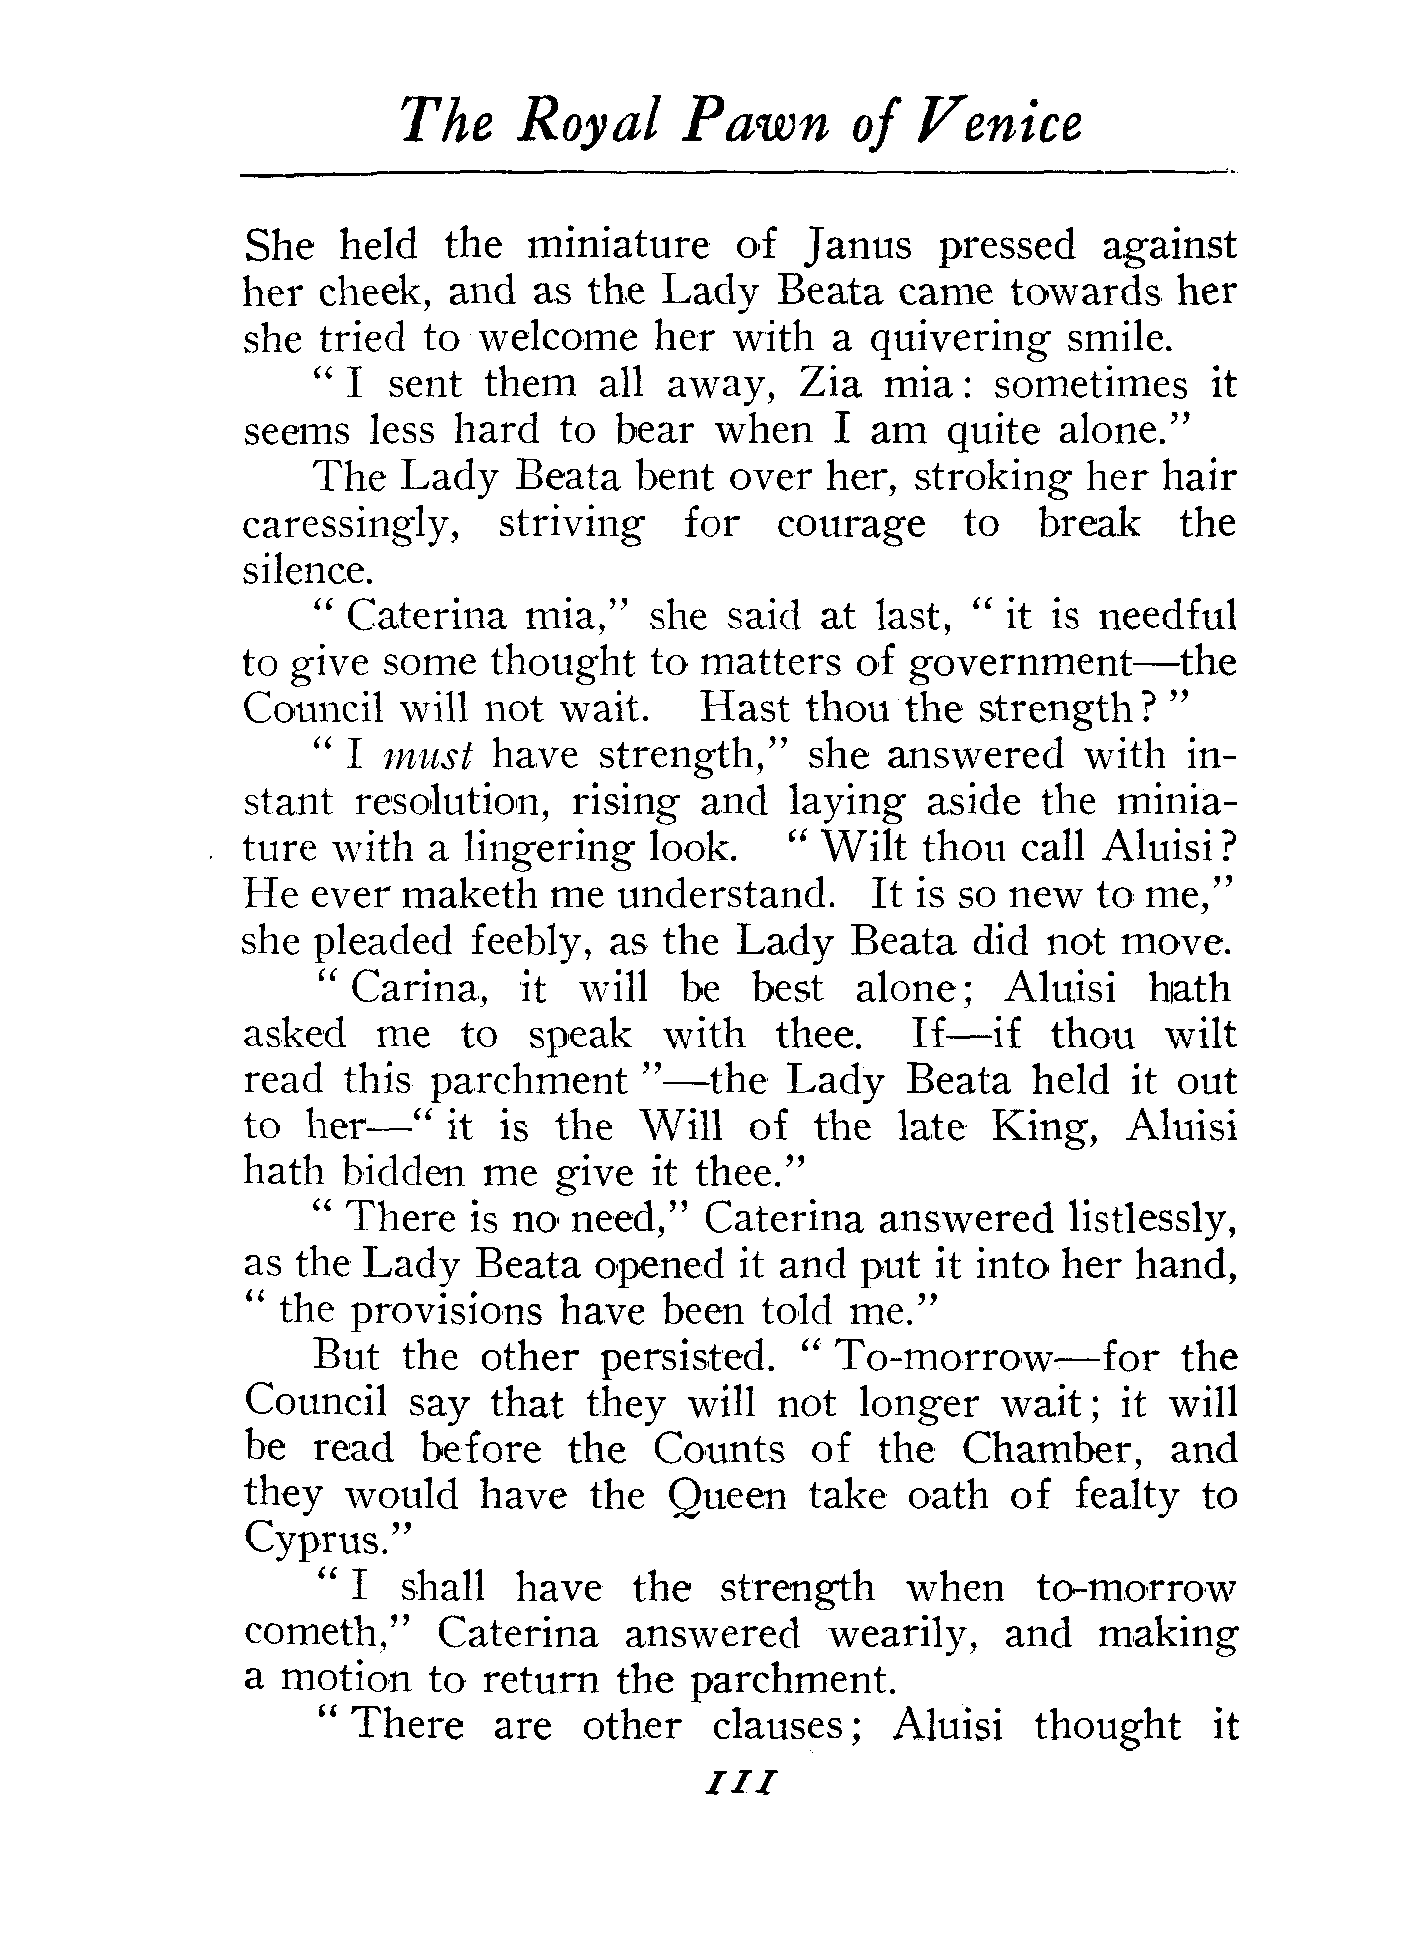 The Royal Pawn of Venice
She held the miniature of Janus pressed against
her cheek, and as the Lady Beata came towards her
she tried to welcome her with a quivering smile.
“ I sent them all away, Zia mia : sometimes it
seems less hard to bear when I am quite alone.”
The Lady Beata bent over her, stroking her hair
caressingly, striving for courage to break the
silence.
“ Caterina mia,” she said at last, “ it is needful
to give some thought to matters of government—the
Council will not wait. Hast thou the strength ? ”
“ I must have strength,” she answered with in-
stant resolution, rising and laying aside the minia-
ture with a lingering look. “ Wilt thou call Aluisi ?
He ever maketh me understand. It is so new to me,”
she pleaded feebly, as the Lady Beata did not move.
“ Carina, it will be best alone ; Aluisi hath
asked me to speak with thee. If—if thou wilt
read this parchment ”—the Lady Beata held it out
to her—“ it is the Will of the late King, Aluisi
hath bidden me give it thee.”
“ There is no need,” Caterina answered listlessly,
as the Lady Beata opened it and put it into her hand,
“ the provisions have been told me.”
But the other persisted. “ To-morrow—for the
Council say that they will not longer wait ; it will
be read before the Counts of the Chamber, and
they would have the Queen take oath of fealty to
Cyprus.”
“ I shall have the strength when to-morrow
cometh,” Caterina answered wearily, and making
a motion to return the parchment.
“ There are other clauses ; Aluisi thought it
111